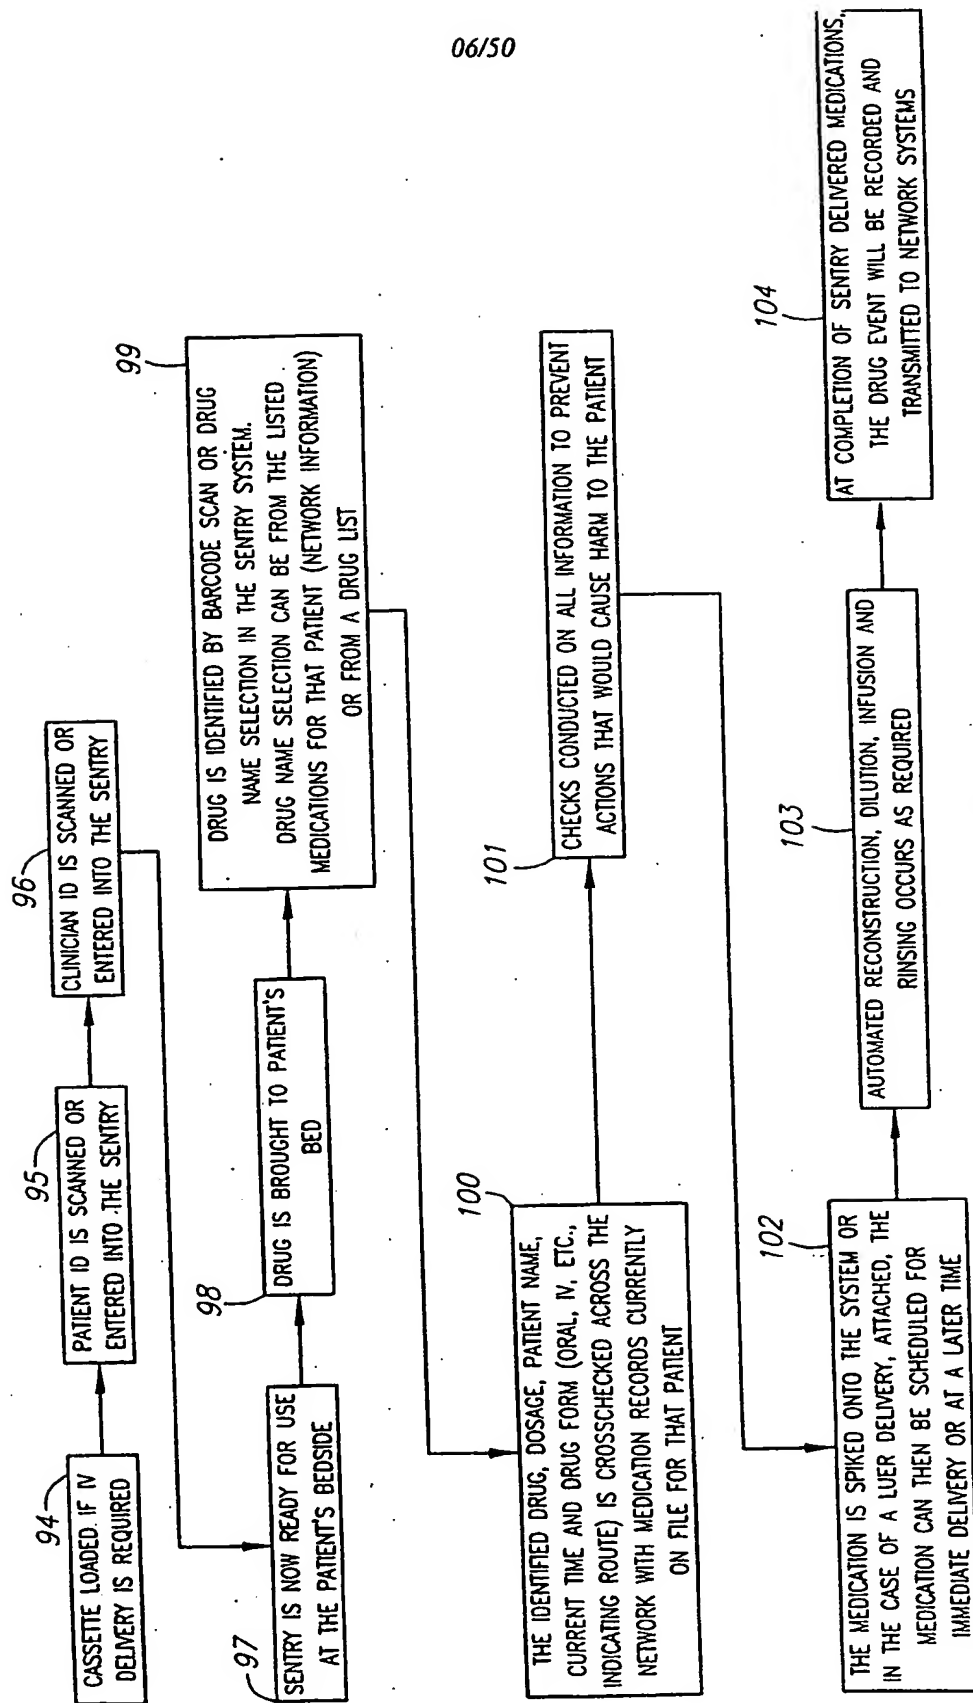 06/50
94
CASSETTE LOADED. IF IV
DELIVERY IS REQUIRED
95
PATIENT ID IS SCANNED OR
ENTERED INTO THE SENTRY
96
CLINICIAN ID IS SCANNED OR
ENTERED INTO THE SENTRY
97
SENTRY IS NOW READY FOR USE
AT THE PATIENT'S BEDSIDE
98
DRUG IS BROUGHT TO PATIENT'S
BED
99
DRUG IS IDENTIFIED BY BARCODE SCAN OR DRUG
NAME SELECTION IN THE SENTRY SYSTEM.
DRUG NAME SELECTION CAN BE FROM THE LISTED
MEDICATIONS FOR THAT PATIENT (NETWORK INFORMATION)
OR FROM A DRUG LIST
100
THE IDENTIFIED DRUG, DOSAGE, PATIENT NAME,
CURRENT TIME AND DRUG FORM (ORAL, IV, ETC.,
INDICATING ROUTE) IS CROSSCHECKED ACROSS THE
NETWORK WITH MEDICATION RECORDS CURRENTLY
ON FILE FOR THAT PATIENT
101
CHECKS CONDUCTED ON ALL INFORMATION TO PREVENT
ACTIONS THAT WOULD CAUSE HARM TO THE PATIENT
102
THE MEDICATION IS SPIKED ONTO THE SYSTEM OR
IN THE CASE OF A LUER DELIVERY, ATTACHED, THE
MEDICATION CAN THEN BE SCHEDULED FOR
IMMEDIATE DELIVERY OR AT A LATER TIME
103
AUTOMATED RECONSTRUCTION, DILUTION, INFUSION AND
RINSING OCCURS AS REQUIRED
104
AT COMPLETION OF SENTRY DELIVERED MEDICATIONS,
THE DRUG EVENT WILL BE RECORDED AND
TRANSMITTED TO NETWORK SYSTEMS